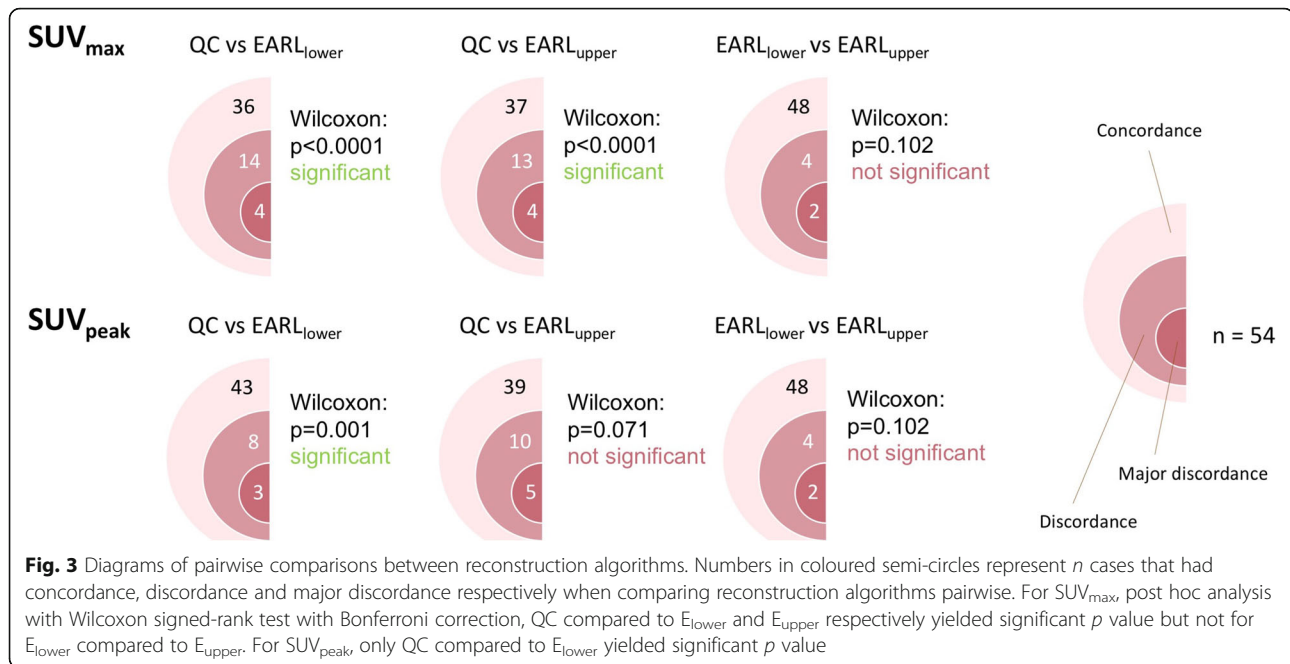 SUVmax
QC vs EARLlower
QC vs EARLupper
EARLlower vs EARLupper
36
14
4
Wilcoxon:
p<0.0001
significant
37
13
4
Wilcoxon:
p<0.0001
significant
48
4
2
Wilcoxon:
p=0.102
not significant
SUVpeak
QC vs EARLlower
QC vs EARLupper
EARLlower vs EARLupper
43
8
3
Wilcoxon:
p=0.001
significant
39
10
5
Wilcoxon:
p=0.071
not significant
48
4
2
Wilcoxon:
p=0.102
not significant
Concordance
n = 54
Major discordance
Discordance
Fig. 3 Diagrams of pairwise comparisons between reconstruction algorithms. Numbers in coloured semi-circles represent n cases that had
concordance, discordance and major discordance respectively when comparing reconstruction algorithms pairwise. For SUVmax, post hoc analysis
with Wilcoxon signed-rank test with Bonferroni correction, QC compared to Elower and Eupper respectively yielded significant p value but not for
Elower compared to Eupper. For SUVpeak, only QC compared to Elower yielded significant p value